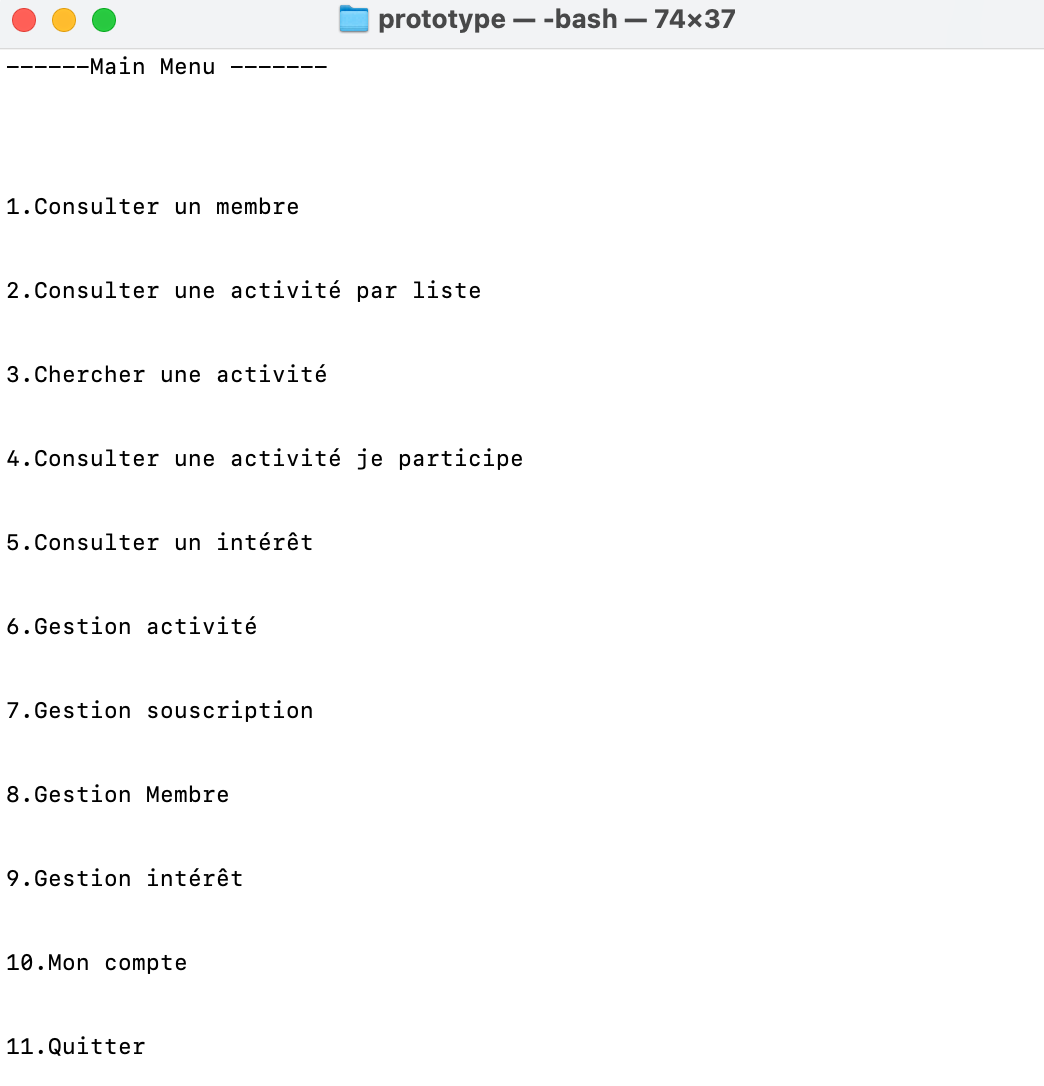 prototype — -bash — 74×37
------Main Menu -------
1.Consulter un membre
2.Consulter une activité par liste
3.Chercher une activité
4.Consulter une activité je participe
5.Consulter un intérêt
6.Gestion activité
7.Gestion souscription
8.Gestion Membre
9.Gestion intérêt
10.Mon compte
11.Quitter